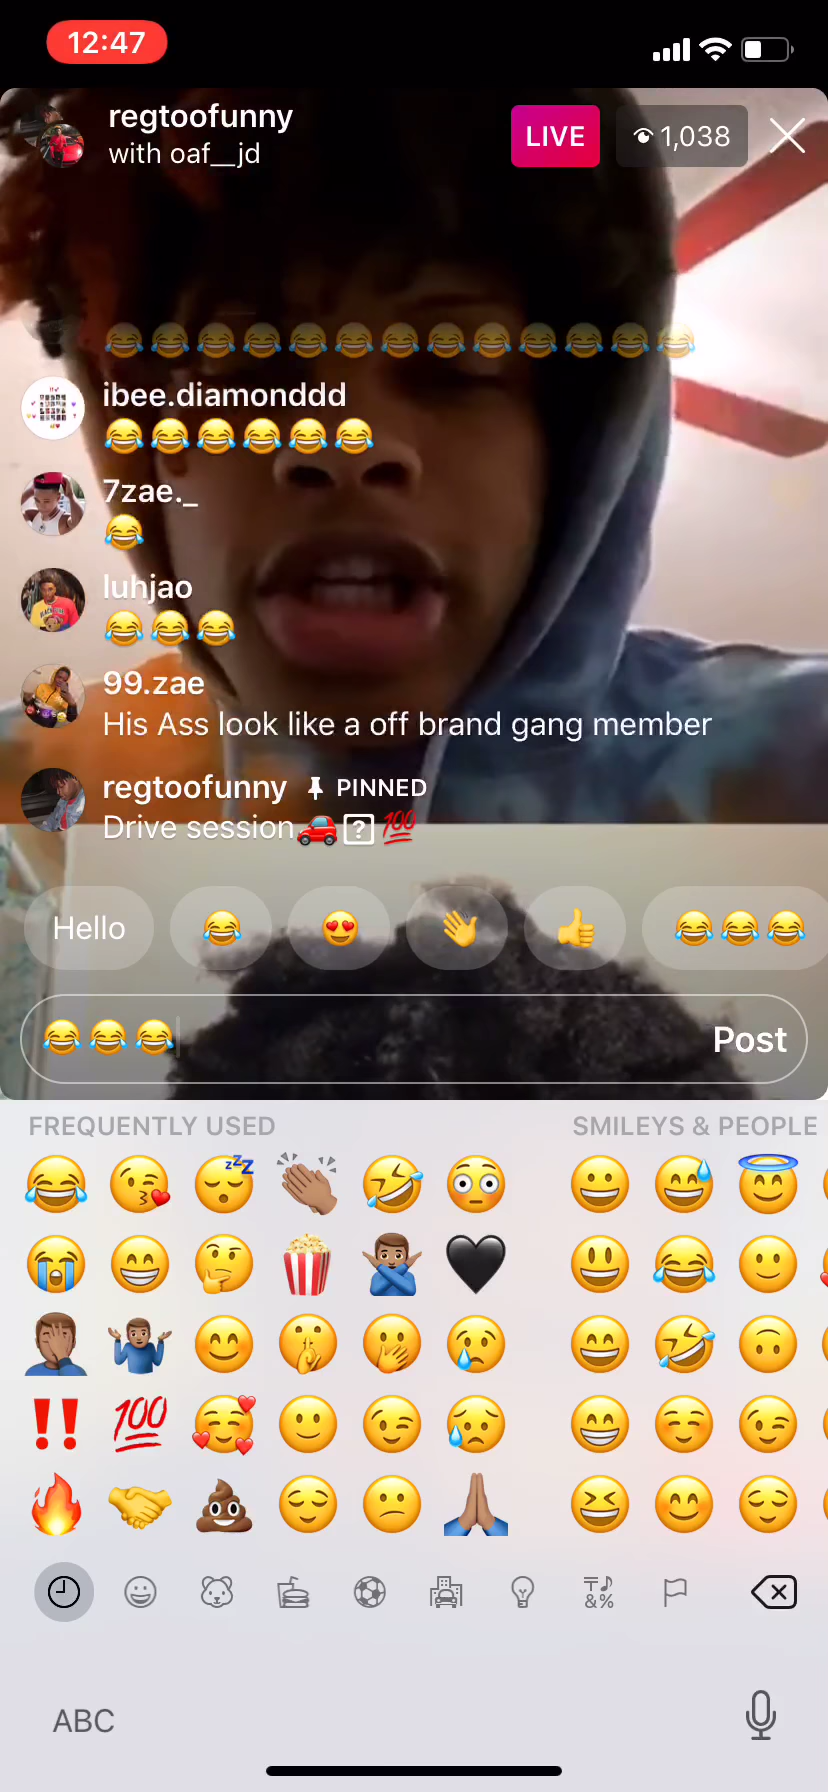 12:47
regtoofunny
with oaf__jd
LIVE
1,038
😂😂😂😂😂😂😂😂😂😂😂😂😂
ibee.diamonddd
😂😂😂😂😂😂
7zae._
😂
luhjao
😂😂😂
99.zae
His Ass look like a off brand gang member
regtoofunny PINNED
Drive session🚗⍰💯
Hello 😂 😍 👋 👍 😂😂😂
😂😂😂 Post
FREQUENTLY USED SMILEYS & PEOPLE
ABC